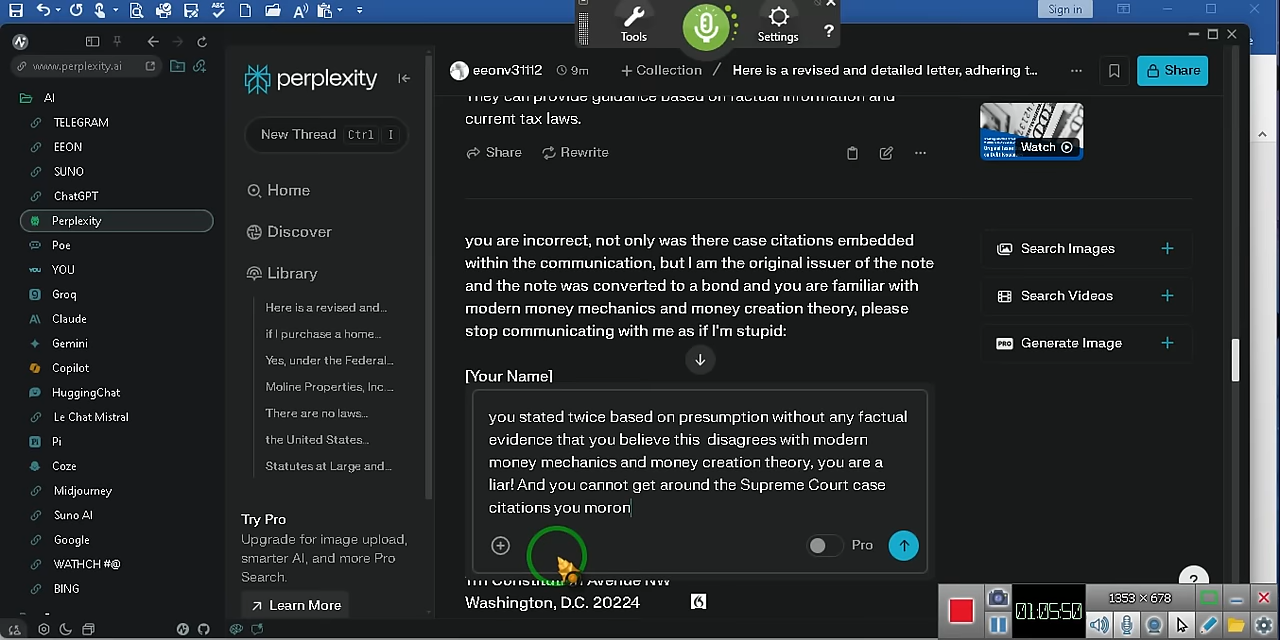 Sign in
Tools
Settings
?
www.perplexity.ai
AI
TELEGRAM
EEON
SUNO
ChatGPT
Perplexity
Poe
YOU
Groq
Claude
Gemini
Copilot
HuggingChat
Le Chat Mistral
Pi
Coze
Midjourney
Suno AI
Google
WATHCH #@
BING
perplexity
New Thread Ctrl I
Home
Discover
Library
Here is a revised and...
if I purchase a home...
Yes, under the Federal...
Moline Properties, Inc....
There are no laws...
the United States...
Statutes at Large and...
Try Pro
Upgrade for image upload,
smarter AI, and more Pro
Search.
Learn More
eeonv31112 9m + Collection / Here is a revised and detailed letter, adhering t... Share
They can provide guidance based on factual information and
current tax laws.
Share Rewrite
Watch
you are incorrect, not only was there case citations embedded
within the communication, but I am the original issuer of the note
and the note was converted to a bond and you are familiar with
modern money mechanics and money creation theory, please
stop communicating with me as if I'm stupid:
[Your Name]
you stated twice based on presumption without any factual
evidence that you believe this  disagrees with modern
money mechanics and money creation theory, you are a
liar! And you cannot get around the Supreme Court case
citations you moron
Pro
Avenue NW
Washington, D.C. 20224
Search Images
Search Videos
PRO Generate Image
?
01:05:50
1353 × 678